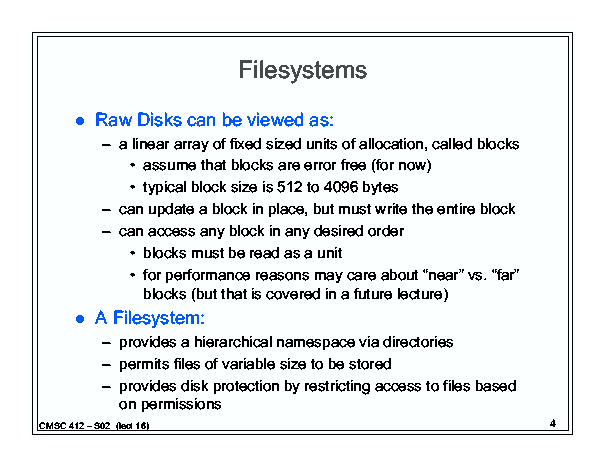 Filesystems
● Raw Disks can be viewed as:
– a linear array of fixed sized units of allocation, called blocks
• assume that blocks are error free (for now)
• typical block size is 512 to 4096 bytes
– can update a block in place, but must write the entire block
– can access any block in any desired order
• blocks must be read as a unit
• for performance reasons may care about “near” vs. “far”
blocks (but that is covered in a future lecture)
● A Filesystem:
– provides a hierarchical namespace via directories
– permits files of variable size to be stored
– provides disk protection by restricting access to files based
on permissions
CMSC 412 – S02 (lect 16)
4